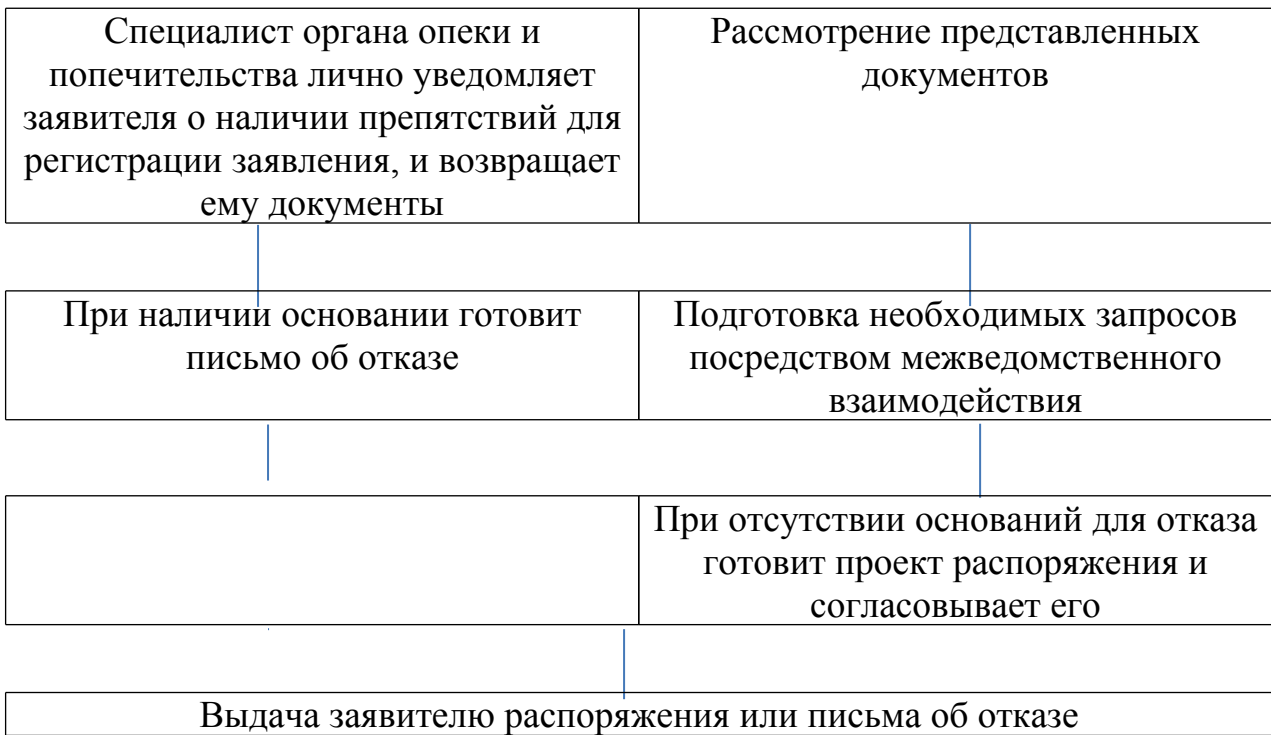 Специалист органа опеки и
попечительства лично уведомляет
заявителя о наличии препятствий для
регистрации заявления, и возвращает
ему документы
Рассмотрение представленных
документов
При наличии основании готовит
письмо об отказе
Подготовка необходимых запросов
посредством межведомственного
взаимодействия
При отсутствии оснований для отказа
готовит проект распоряжения и
согласовывает его
Выдача заявителю распоряжения или письма об отказе